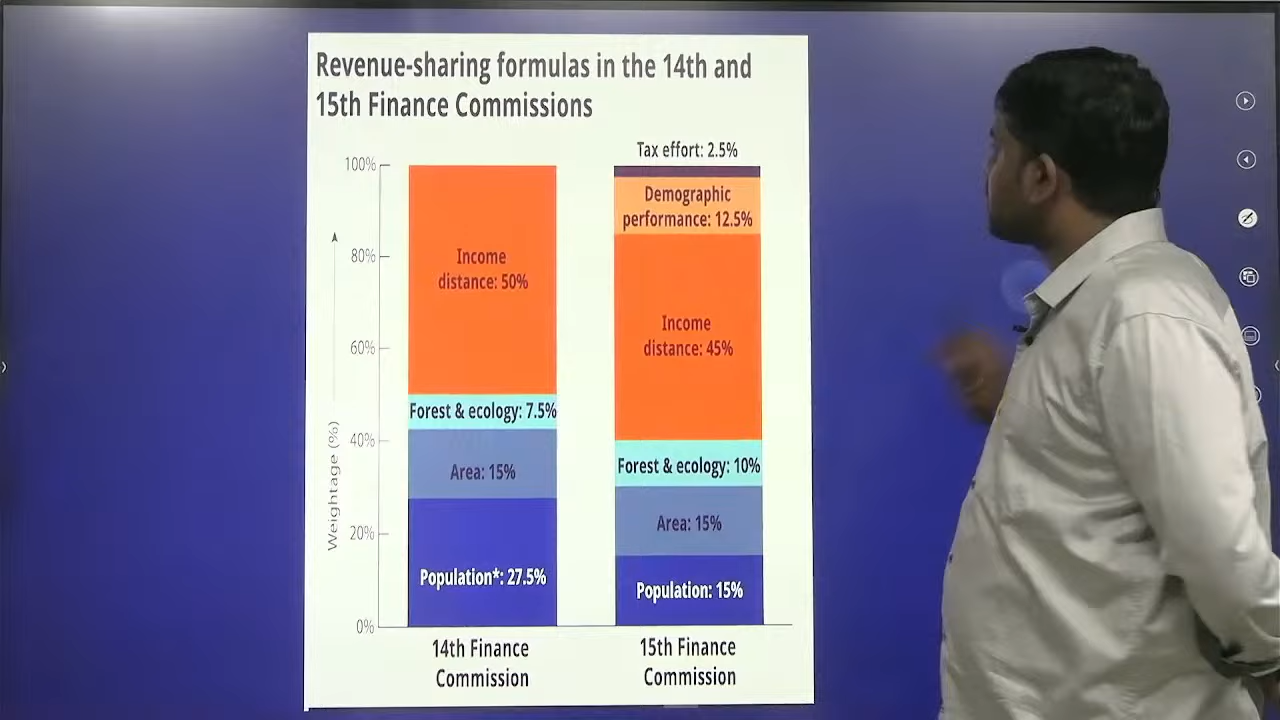 Revenue-sharing formulas in the 14th and
15th Finance Commissions
Tax effort: 2.5%
100%
80%
60%
40%
20%
0%
Weightage (%)
Income
distance: 50%
Forest & ecology: 7.5%
Area: 15%
Population*: 27.5%
Demographic
performance: 12.5%
Income
distance: 45%
Forest & ecology: 10%
Area: 15%
Population: 15%
14th Finance
Commission
15th Finance
Commission